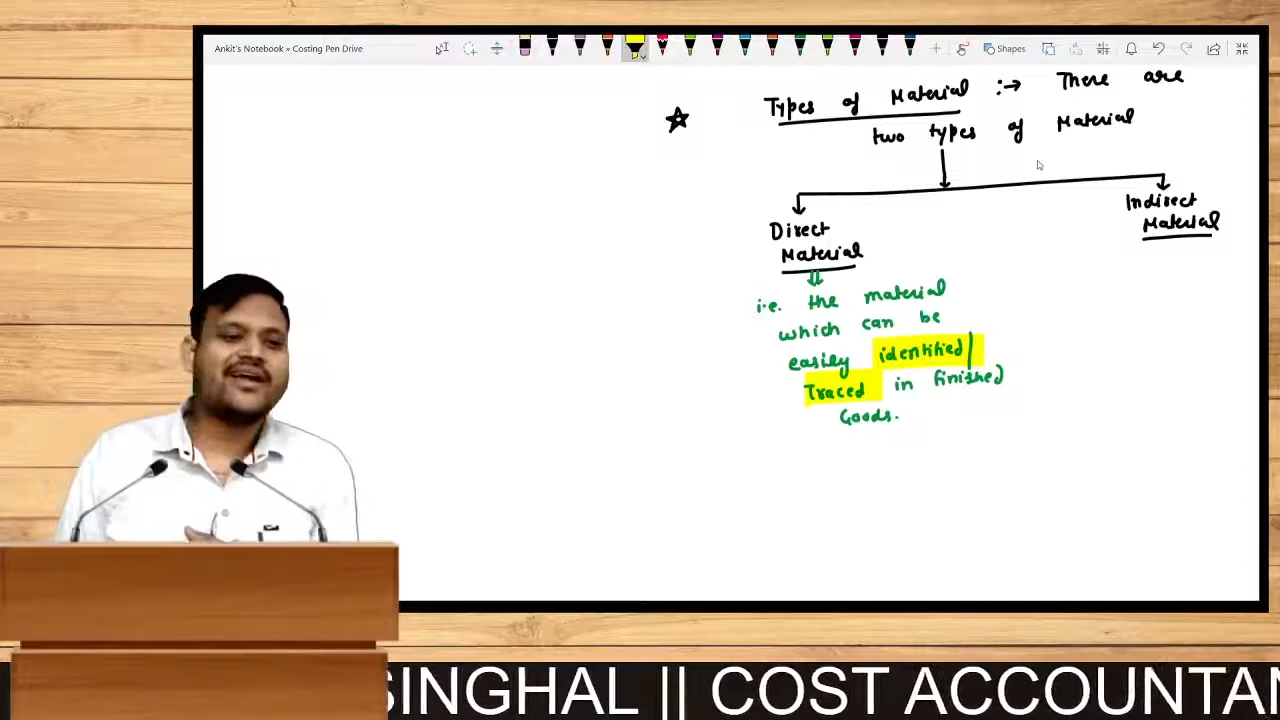 Ankit's Notebook » Costing Pen Drive
Shapes
Types of Material :→ There are
two types of Material
Direct
Material
Indirect
Material
i.e. the material
which can be
easily identified/
Traced in finished
Goods.
SINGHAL || COST ACCOUNTAN